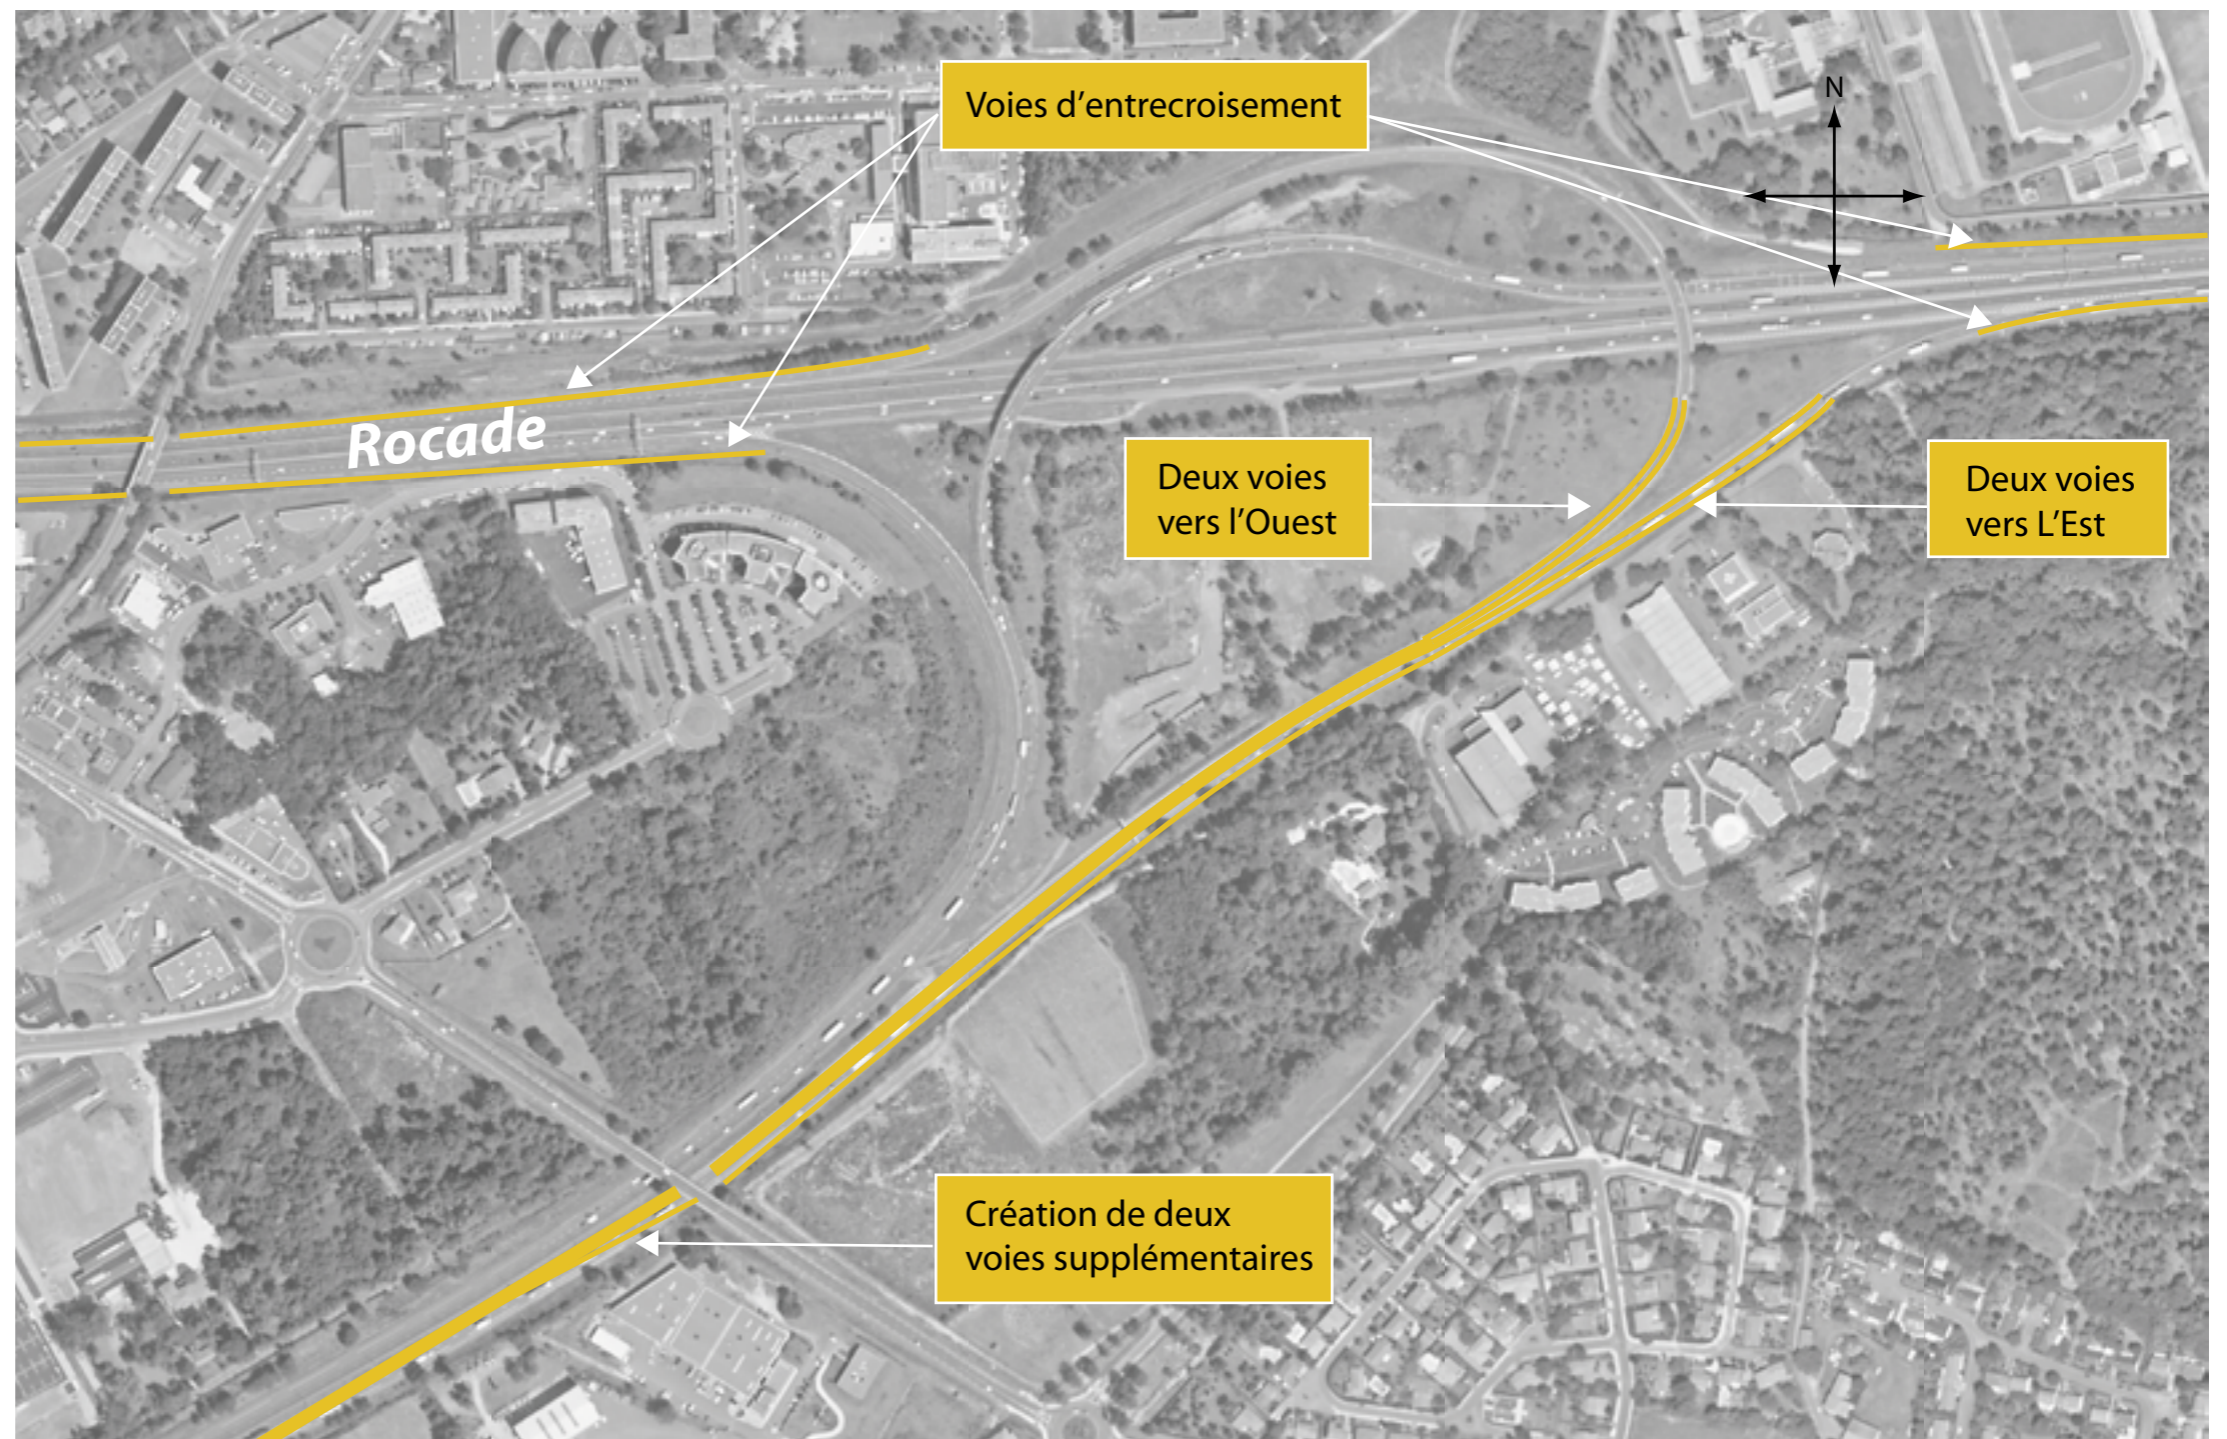 Voies d’entrecroisement
N
Rocade
Deux voies
vers l’Ouest
Deux voies
vers L’Est
Création de deux
voies supplémentaires